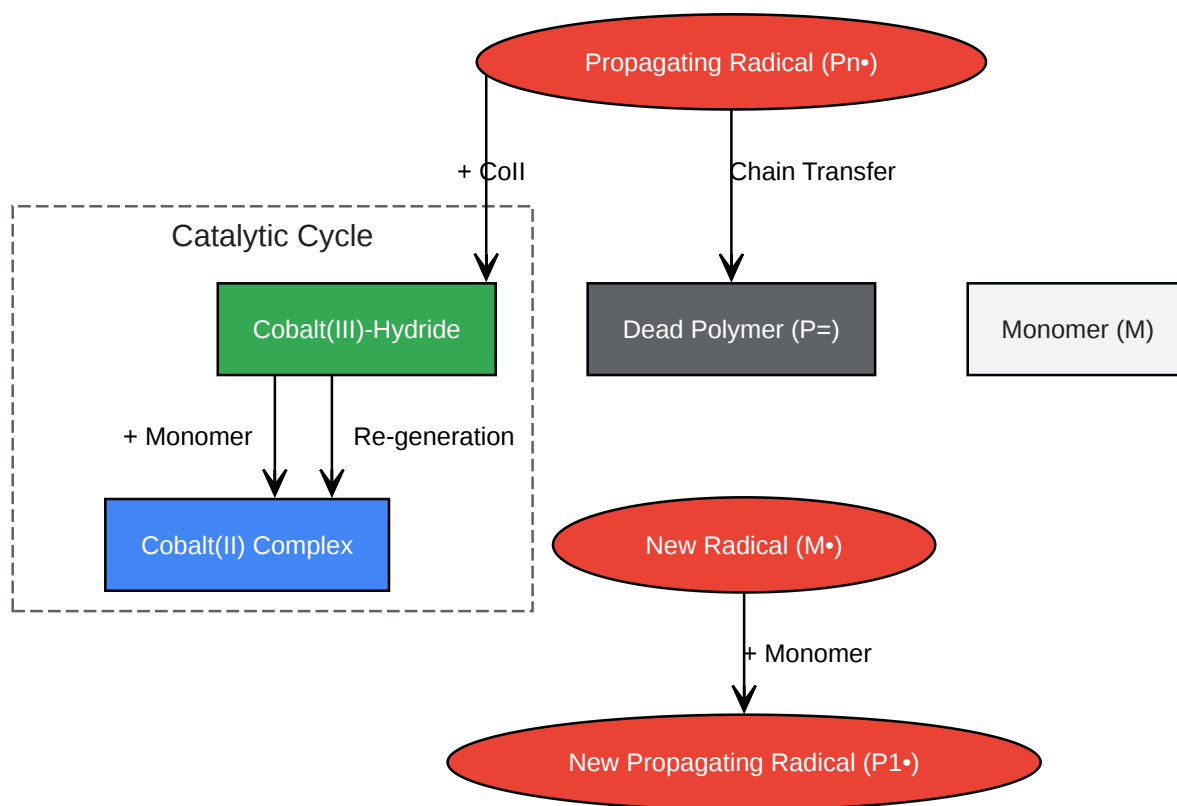 Propagating Radical (Pn•)
+ CoII
Chain Transfer
Catalytic Cycle
Cobalt(III)-Hydride
Dead Polymer (P=)
Monomer (M)
+ Monomer
Re-generation
Cobalt(II) Complex
New Radical (M•)
+ Monomer
New Propagating Radical (P1•)